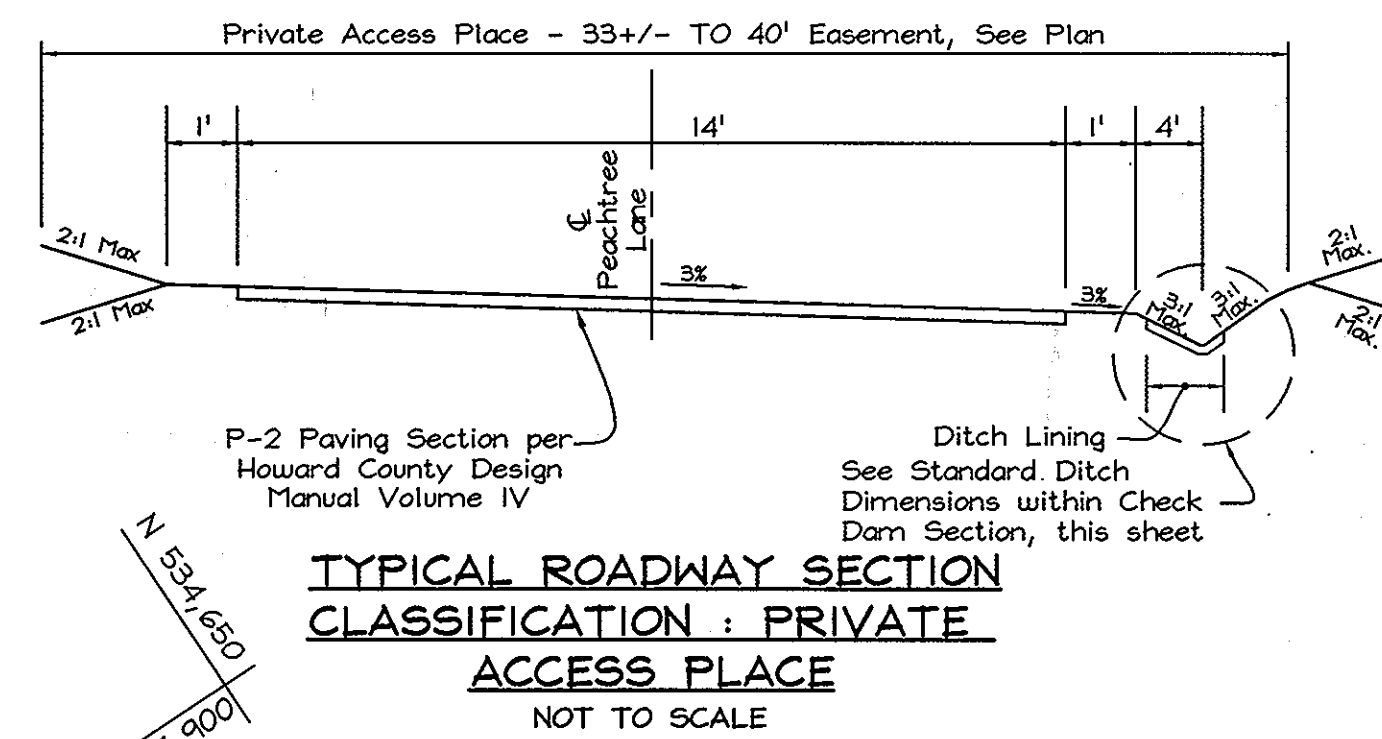 Private Access Place - 33+/- TO 40' Easement, See Plan
1'
14'
1'
4'
℄
Peachtree
Lane
2:1 Max
2:1 Max
3%
3%
3:1
Max.
3:1
Max.
2:1
Max.
2:1
Max.
P-2 Paving Section per
Howard County Design
Manual Volume IV
Ditch Lining
See Standard Ditch
Dimensions within Check
Dam Section, this sheet
N 534,650
900
TYPICAL ROADWAY SECTION
CLASSIFICATION : PRIVATE
ACCESS PLACE
NOT TO SCALE